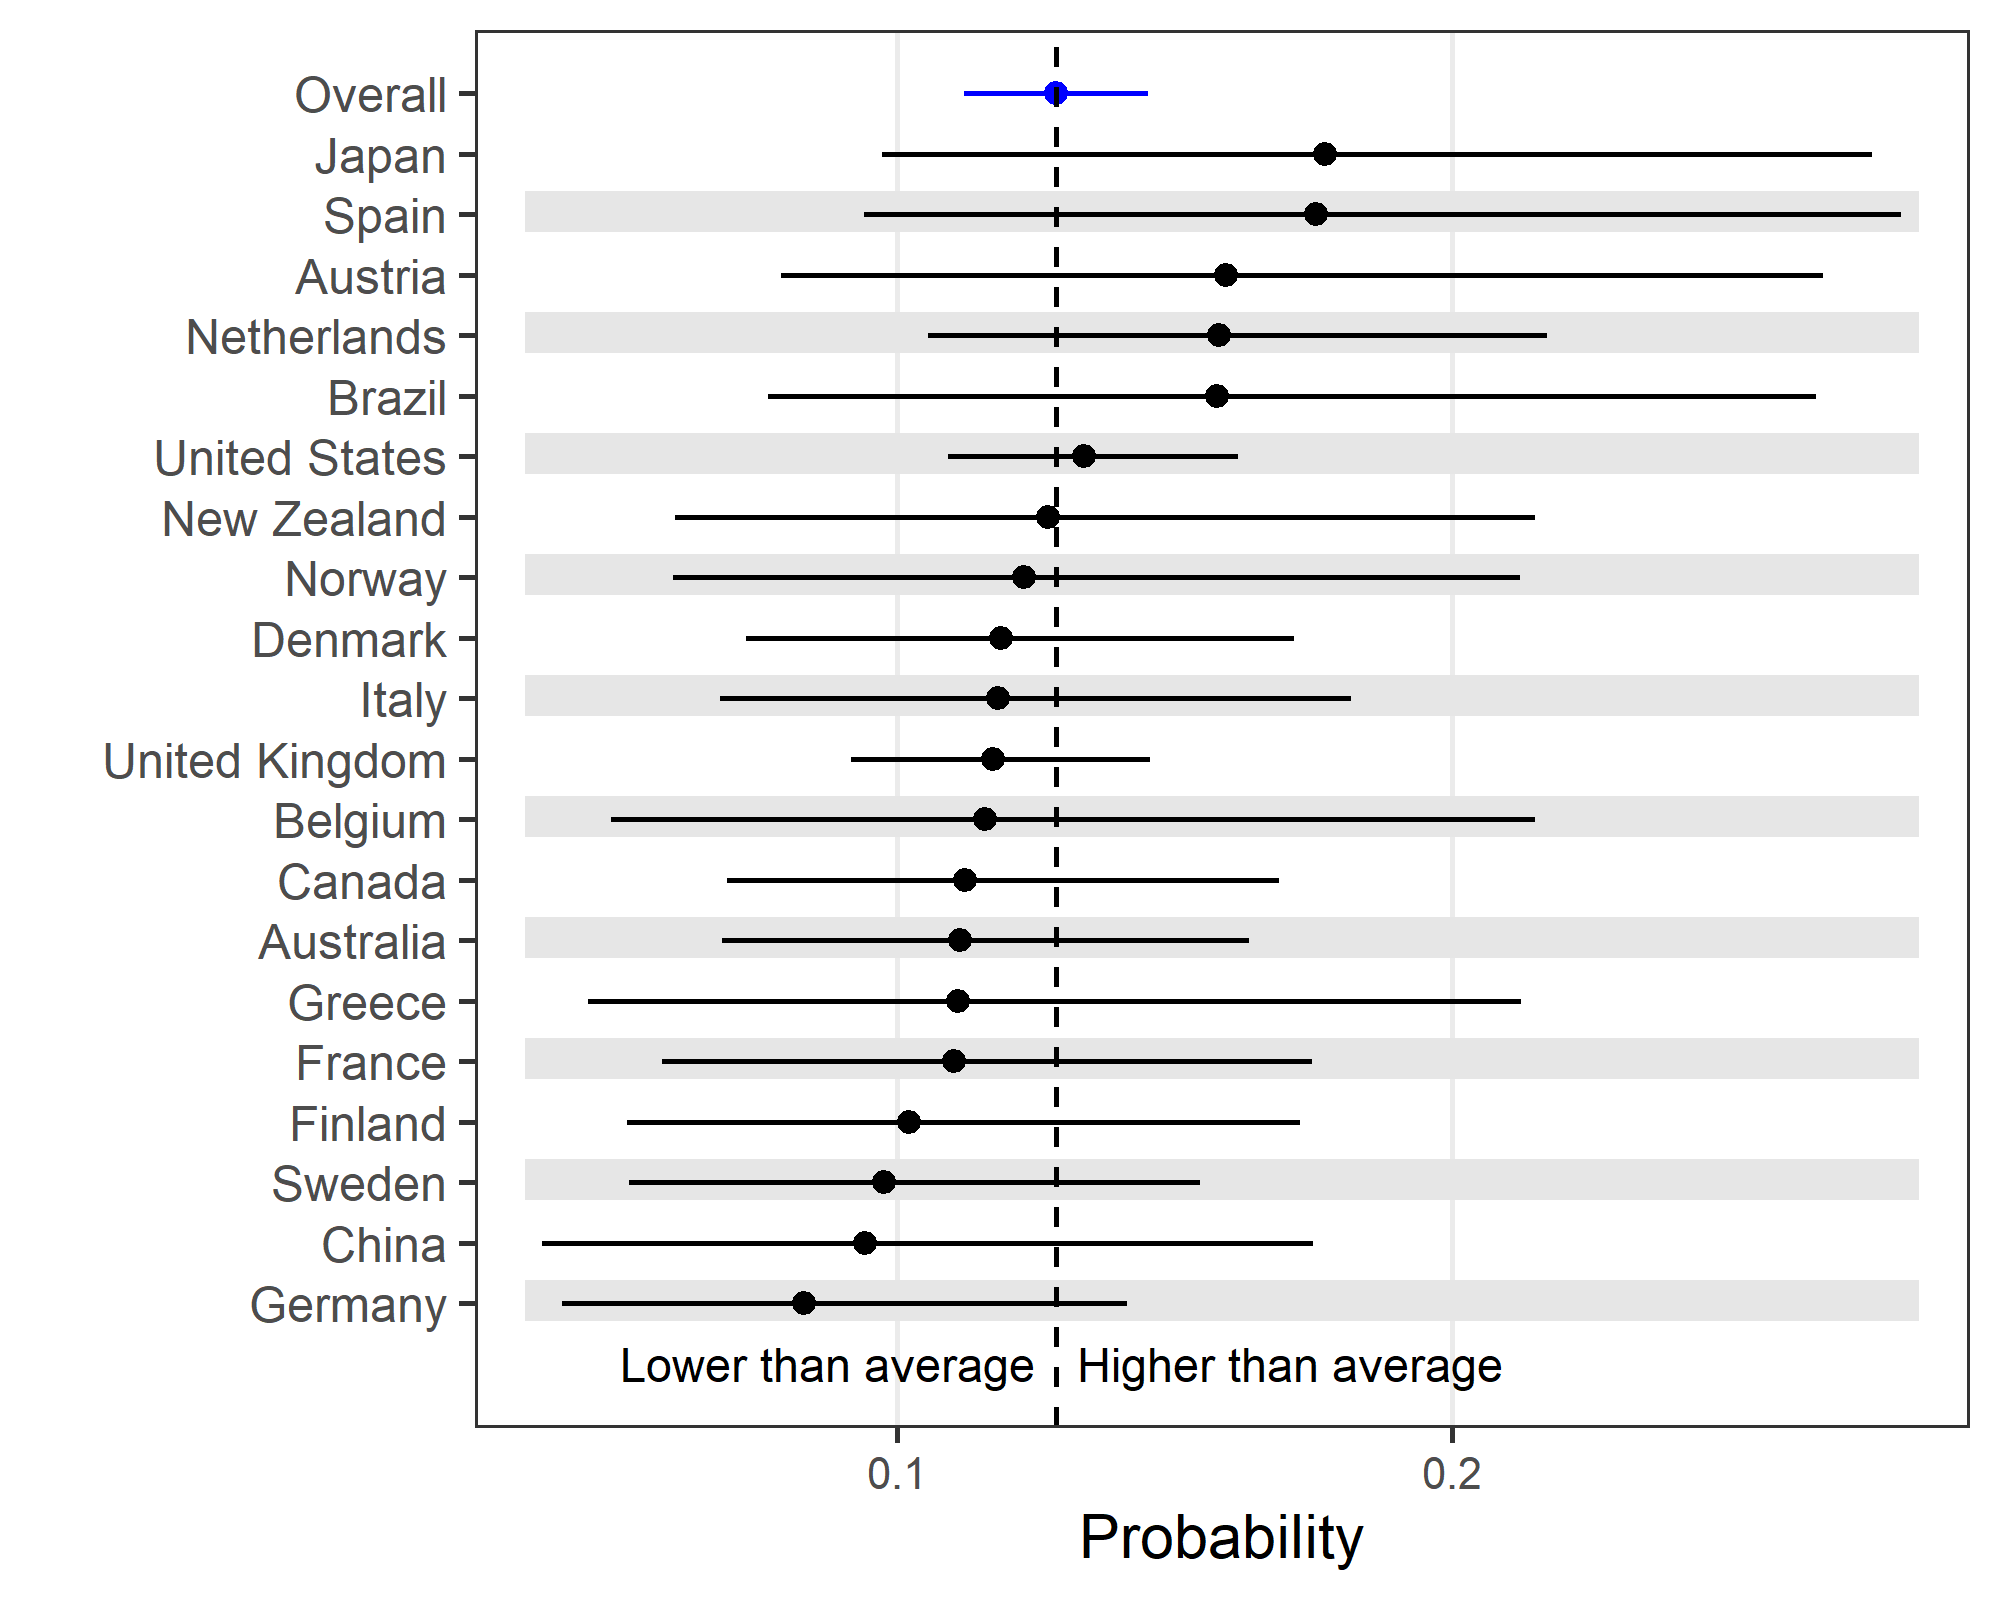 Overall
Japan
Spain
Austria
Netherlands
Brazil
United States
New Zealand
Norway
Denmark
Italy
United Kingdom
Belgium
Canada
Australia
Greece
France
Finland
Sweden
China
Germany
Lower than average
Higher than average
0.1
0.2
Probability